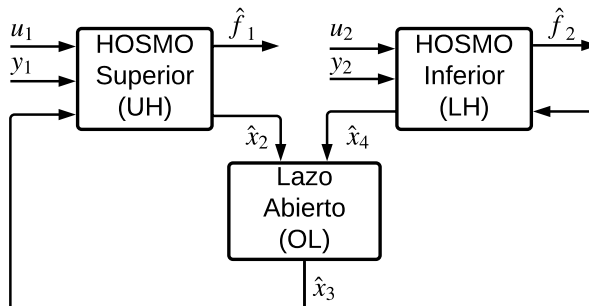 u₁
y₁
HOSMO
Superior
(UH)
f̂₁
x̂₂
u₂
y₂
HOSMO
Inferior
(LH)
f̂₂
x̂₄
Lazo
Abierto
(OL)
x̂₃